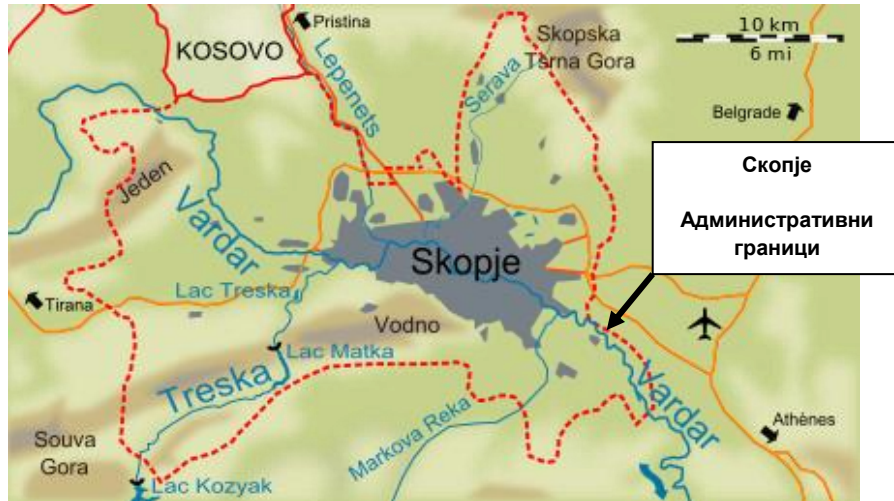 Pristina
10 km
6 mi
KOSOVO
Lepenets
Serava
Skopska
Tsrna Gora
Belgrade
Скопје
Административни
граници
Jeden
Vardar
Skopje
Lac Treska
Tirana
Vodno
Lac Matka
Treska
Vardar
Markova Reka
Souva
Gora
Athènes
Lac Kozyak